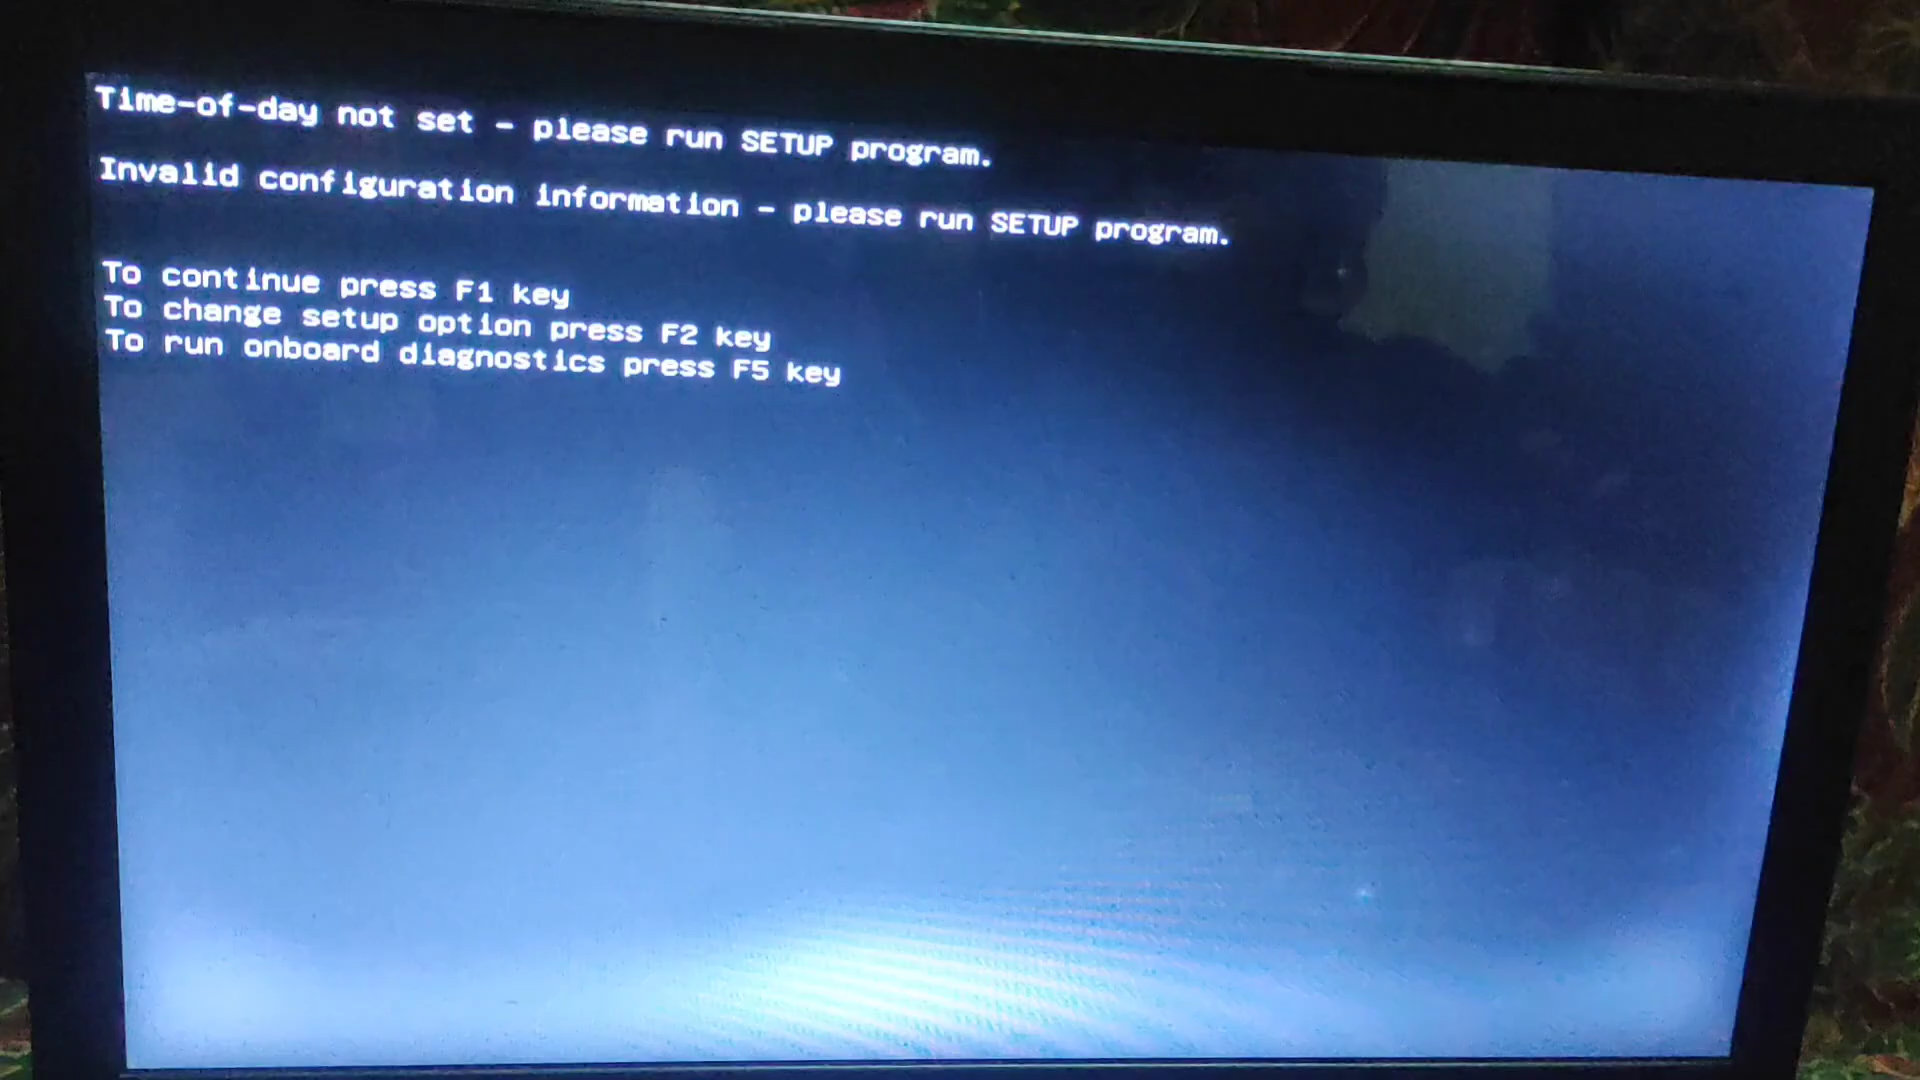 Time-of-day not set - please run SETUP program.
Invalid configuration information - please run SETUP program.
To continue press F1 key
To change setup option press F2 key
To run onboard diagnostics press F5 key